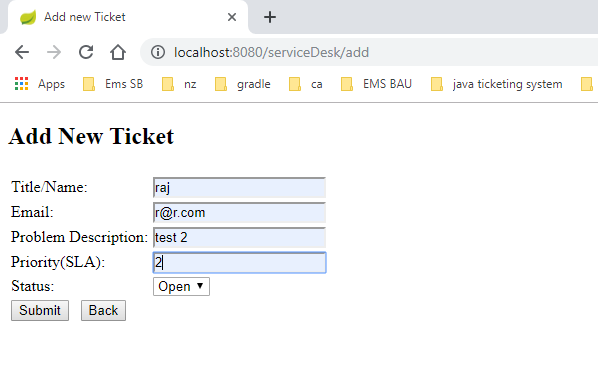 Add new Ticket
localhost:8080/serviceDesk/add
Apps Ems SB nz gradle ca EMS BAU java ticketing system
Add New Ticket
Title/Name: raj
Email: r@r.com
Problem Description: test 2
Priority(SLA): 2
Status: Open
Submit Back